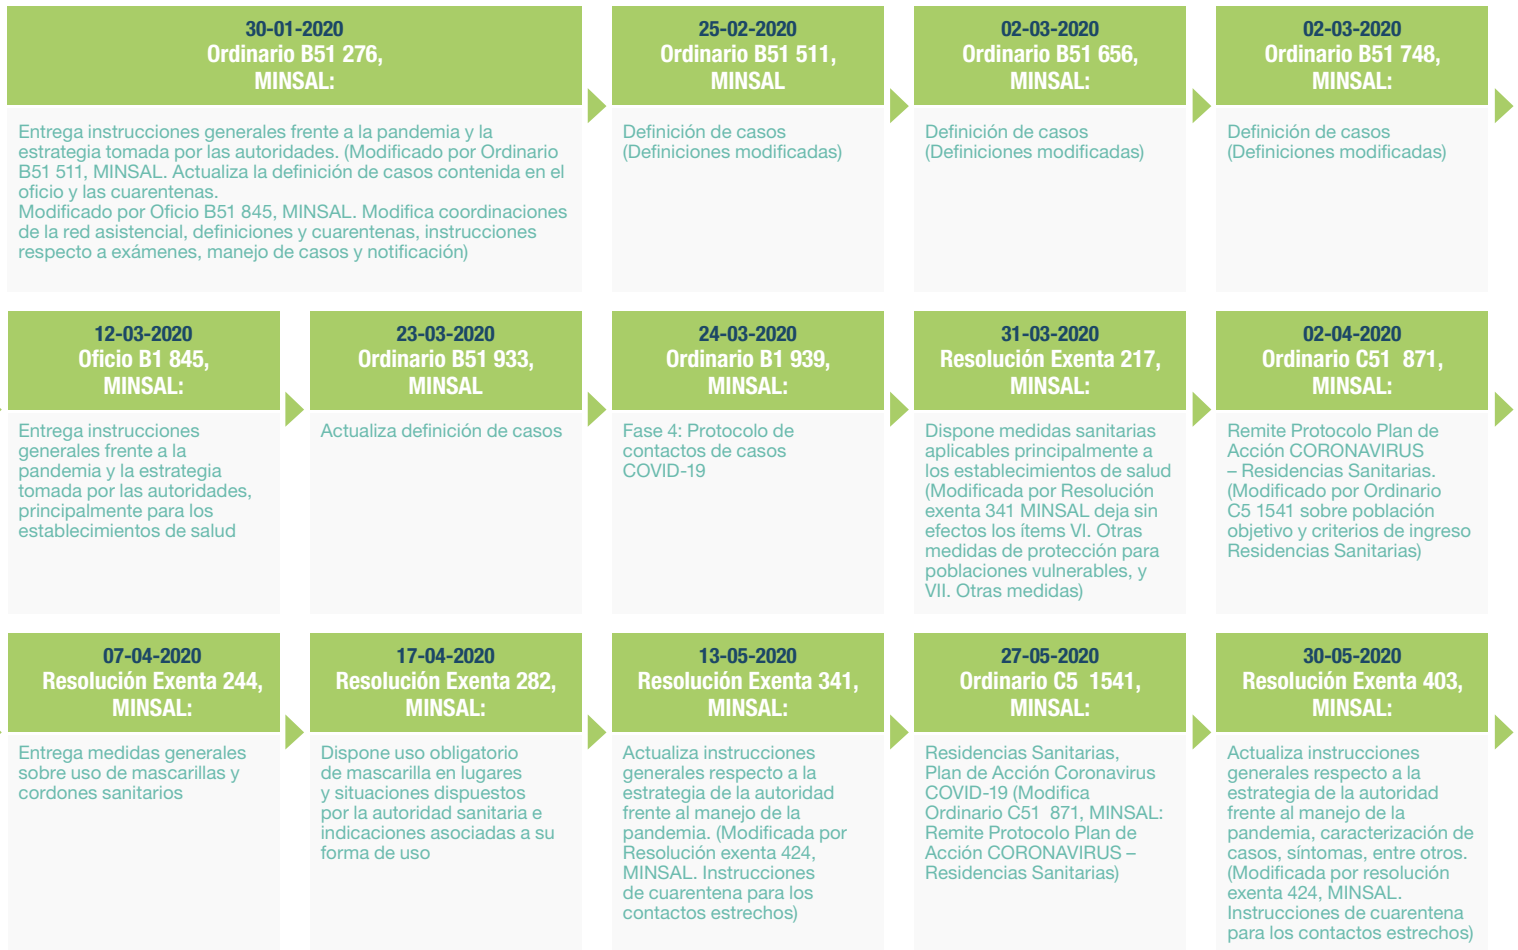 30-01-2020
Ordinario B51 276,
MINSAL:
Entrega instrucciones generales frente a la pandemia y la
estrategia tomada por las autoridades. (Modificado por Ordinario
B51 511, MINSAL. Actualiza la definición de casos contenida en el
oficio y las cuarentenas.
Modificado por Oficio B51 845, MINSAL. Modifica coordinaciones
de la red asistencial, definiciones y cuarentenas, instrucciones
respecto a exámenes, manejo de casos y notificación)
25-02-2020
Ordinario B51 511,
MINSAL
Definición de casos
(Definiciones modificadas)
02-03-2020
Ordinario B51 656,
MINSAL:
Definición de casos
(Definiciones modificadas)
02-03-2020
Ordinario B51 748,
MINSAL:
Definición de casos
(Definiciones modificadas)
12-03-2020
Oficio B1 845,
MINSAL:
Entrega instrucciones
generales frente a la
pandemia y la estrategia
tomada por las autoridades,
principalmente para los
establecimientos de salud
23-03-2020
Ordinario B51 933,
MINSAL
Actualiza definición de casos
24-03-2020
Ordinario B1 939,
MINSAL:
Fase 4: Protocolo de
contactos de casos
COVID-19
31-03-2020
Resolución Exenta 217,
MINSAL:
Dispone medidas sanitarias
aplicables principalmente a
los establecimientos de salud
(Modificada por Resolución
exenta 341 MINSAL deja sin
efectos los ítems VI. Otras
medidas de protección para
poblaciones vulnerables, y
VII. Otras medidas)
02-04-2020
Ordinario C51 871,
MINSAL:
Remite Protocolo Plan de
Acción CORONAVIRUS
– Residencias Sanitarias.
(Modificado por Ordinario
C5 1541 sobre población
objetivo y criterios de ingreso
Residencias Sanitarias)
07-04-2020
Resolución Exenta 244,
MINSAL:
Entrega medidas generales
sobre uso de mascarillas y
cordones sanitarios
17-04-2020
Resolución Exenta 282,
MINSAL:
Dispone uso obligatorio
de mascarilla en lugares
y situaciones dispuestos
por la autoridad sanitaria e
indicaciones asociadas a su
forma de uso
13-05-2020
Resolución Exenta 341,
MINSAL:
Actualiza instrucciones
generales respecto a la
estrategia de la autoridad
frente al manejo de la
pandemia. (Modificada por
Resolución exenta 424,
MINSAL. Instrucciones
de cuarentena para los
contactos estrechos)
27-05-2020
Ordinario C5 1541,
MINSAL:
Residencias Sanitarias,
Plan de Acción Coronavirus
COVID-19 (Modifica
Ordinario C51 871, MINSAL:
Remite Protocolo Plan de
Acción CORONAVIRUS –
Residencias Sanitarias)
30-05-2020
Resolución Exenta 403,
MINSAL:
Actualiza instrucciones
generales respecto a la
estrategia de la autoridad
frente al manejo de la
pandemia, caracterización de
casos, síntomas, entre otros.
(Modificada por resolución
exenta 424, MINSAL.
Instrucciones de cuarentena
para los contactos estrechos)